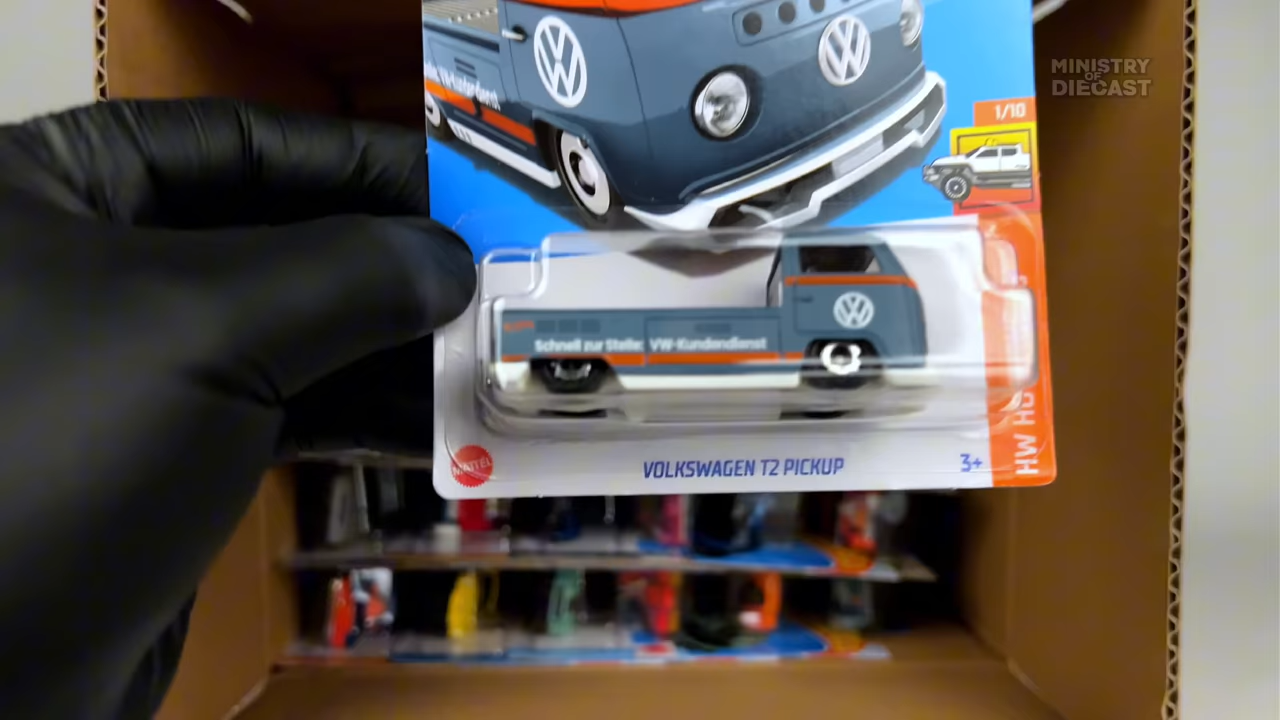 MINISTRY
OF
DIECAST
1/10
Schnell zur Stelle: VW-Kundendienst
MATTEL
VOLKSWAGEN T2 PICKUP
3+
HW HO